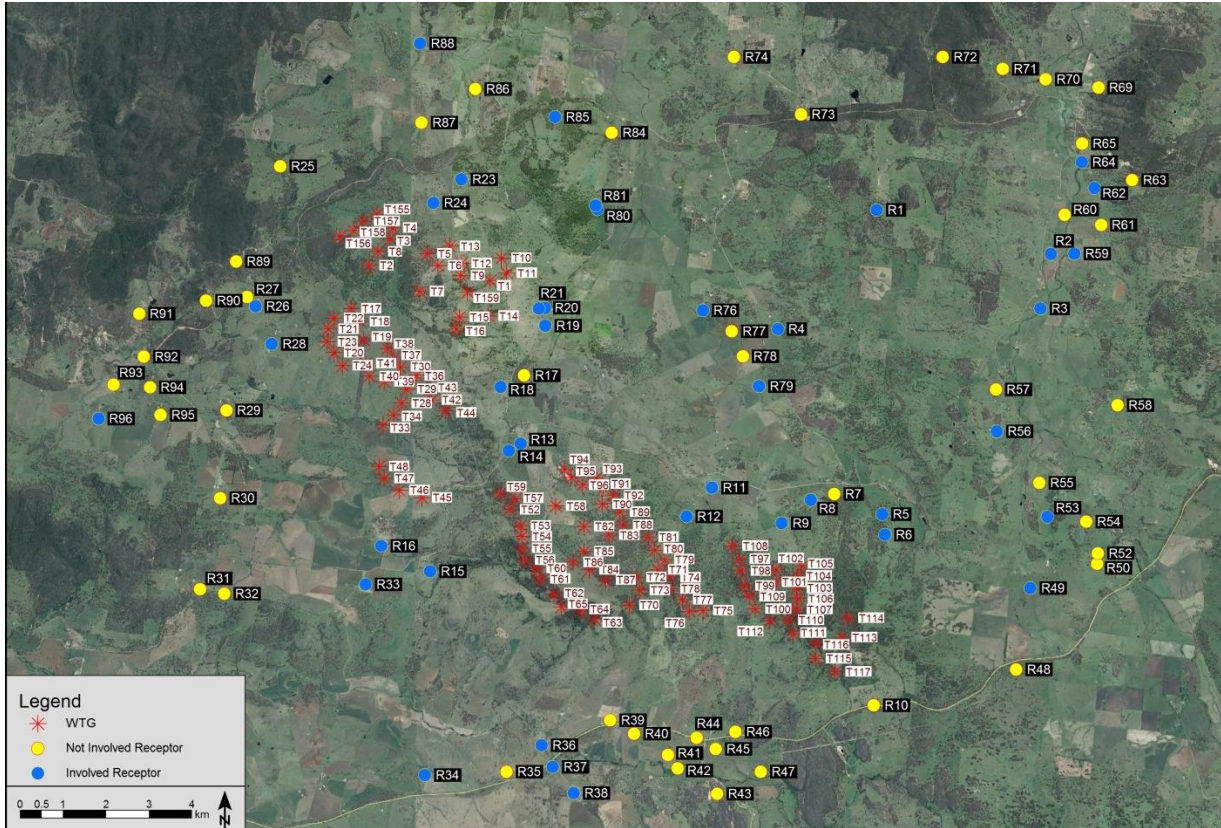 R88
R74
R72
R71
R70
R69
R86
R85
R73
R87
R84
R65
R64
R25
R63
R23
R62
R24
R81
R80
R1
R60
R61
T155
T157
T158
T4
T156
T3
T8
T13
T5
T10
T2
T6
T12
T11
T9
T1
T7
T159
R2
R59
R89
R27
R90
R26
R91
R21
R20
R19
R76
R3
T17
T22
T18
T15
T14
T21
T16
T19
T23
R77
R4
R28
T20
T38
T37
R92
R78
T24
T41
T30
T40
T36
R17
R93
R94
T39
T29
T43
R18
R79
R57
T28
T42
T44
R96
R95
R29
T34
T33
R58
R56
R13
R14
T48
T47
T46
T45
R30
T94
T95
T93
T96
T91
T59
T57
T92
T52
T58
T90
T89
R11
R7
R8
R55
R12
R9
R5
R53
R54
R6
T53
T82
T88
T54
T83
T81
T55
T85
T80
T56
T86
T79
R16
T108
R52
R50
T60
T84
T71
T97
T102
T105
T61
T87
T72
T74
T98
T101
T104
R15
R33
R31
R32
T73
T78
T99
T103
R49
T62
T77
T109
T106
T65
T64
T70
T75
T100
T107
T63
T76
T110
T114
T112
T111
T113
T116
T115
T117
R48
R10
R39
R40
R44
R46
R36
R41
R45
R37
R42
R47
R34
R35
R38
R43
Legend
WTG
Not Involved Receptor
Involved Receptor
0 0.5 1 2 3 4
km
N